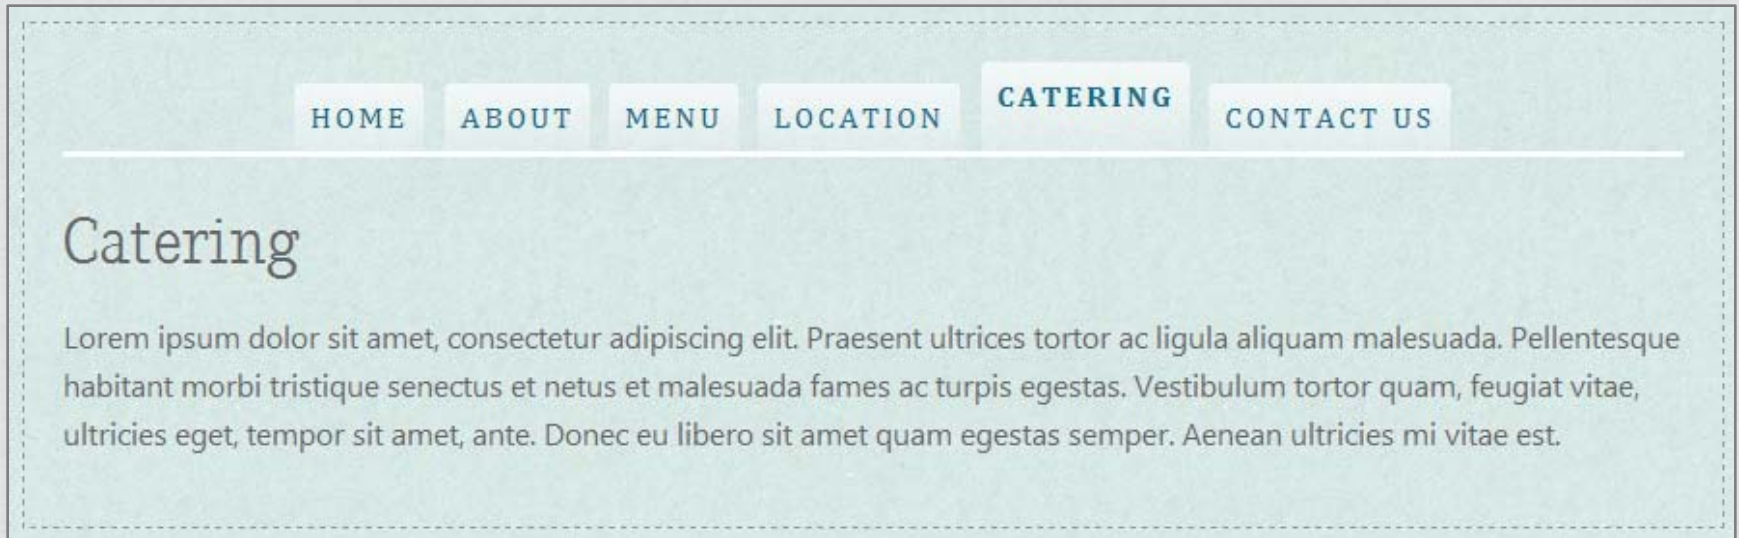 HOME ABOUT MENU LOCATION CATERING CONTACT US
Catering
Lorem ipsum dolor sit amet, consectetur adipiscing elit. Praesent ultrices tortor ac ligula aliquam malesuada. Pellentesque
habitant morbi tristique senectus et netus et malesuada fames ac turpis egestas. Vestibulum tortor quam, feugiat vitae,
ultricies eget, tempor sit amet, ante. Donec eu libero sit amet quam egestas semper. Aenean ultricies mi vitae est.